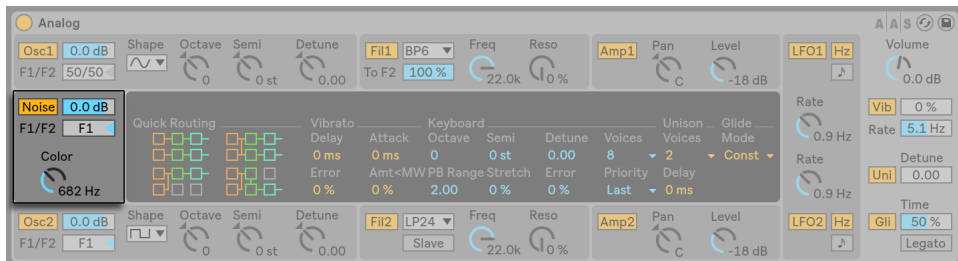 Analog A A S
Osc1 0.0 dB Shape Octave Semi Detune Fil1 BP6 Freq Reso Amp1 Pan Level LFO1 Hz Volume
F1/F2 50/50 0 0 st 0.00 To F2 100 % 22.0k 0 % C -18 dB 0.0 dB
Noise 0.0 dB Rate Vib 0 %
F1/F2 F1 Quick Routing Vibrato Keyboard Unison Glide 0.9 Hz Rate 5.1 Hz
Delay Attack Octave Semi Detune Voices Voices Mode
Color 0 ms 0 ms 0 0 st 0.00 8 2 Const Rate Detune
682 Hz Error Amt<MW PB Range Stretch Error Priority Delay Uni 0.00
0 % 0 % 2.00 0 % 0 % Last 0 ms 0.9 Hz
Osc2 0.0 dB Shape Octave Semi Detune Fil2 LP24 Freq Reso Amp2 Pan Level LFO2 Hz Time
Gli 50 %
F1/F2 F1 0 0 st 0.00 Slave 22.0k 0 % C -18 dB Legato